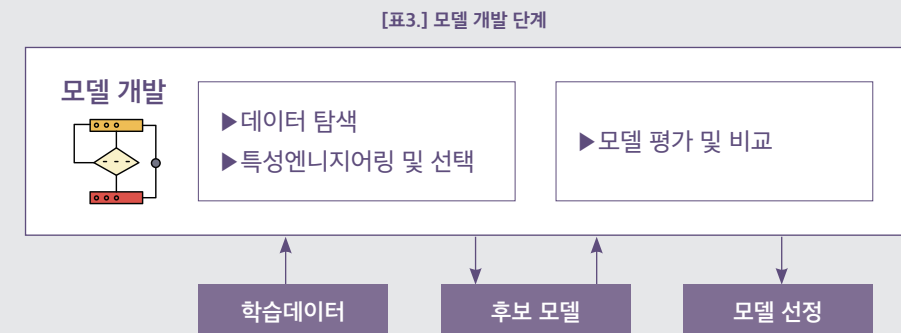 [표3.] 모델 개발 단계
모델 개발
▶데이터 탐색
▶특성엔니지어링 및 선택
▶모델 평가 및 비교
학습데이터
후보 모델
모델 선정